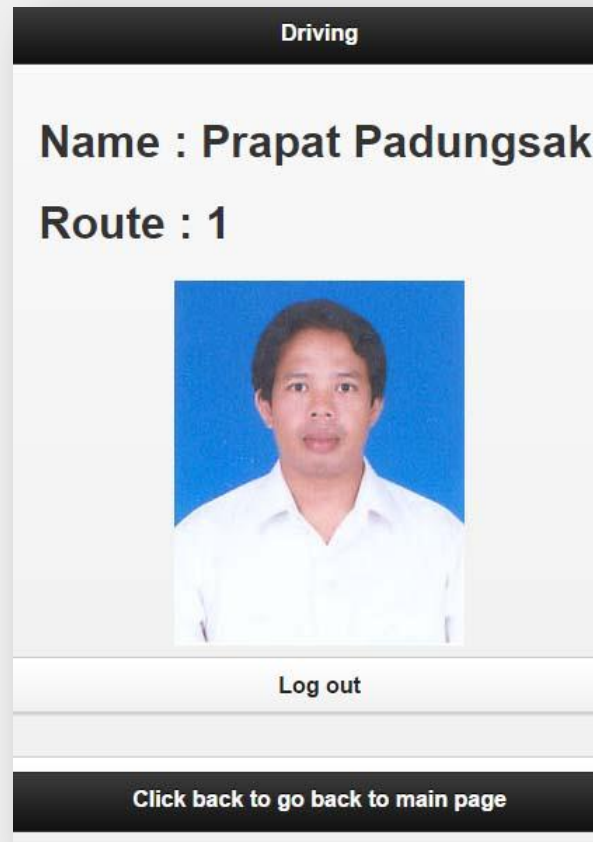 Driving
Name : Prapat Padungsak
Route : 1
Log out
Click back to go back to main page